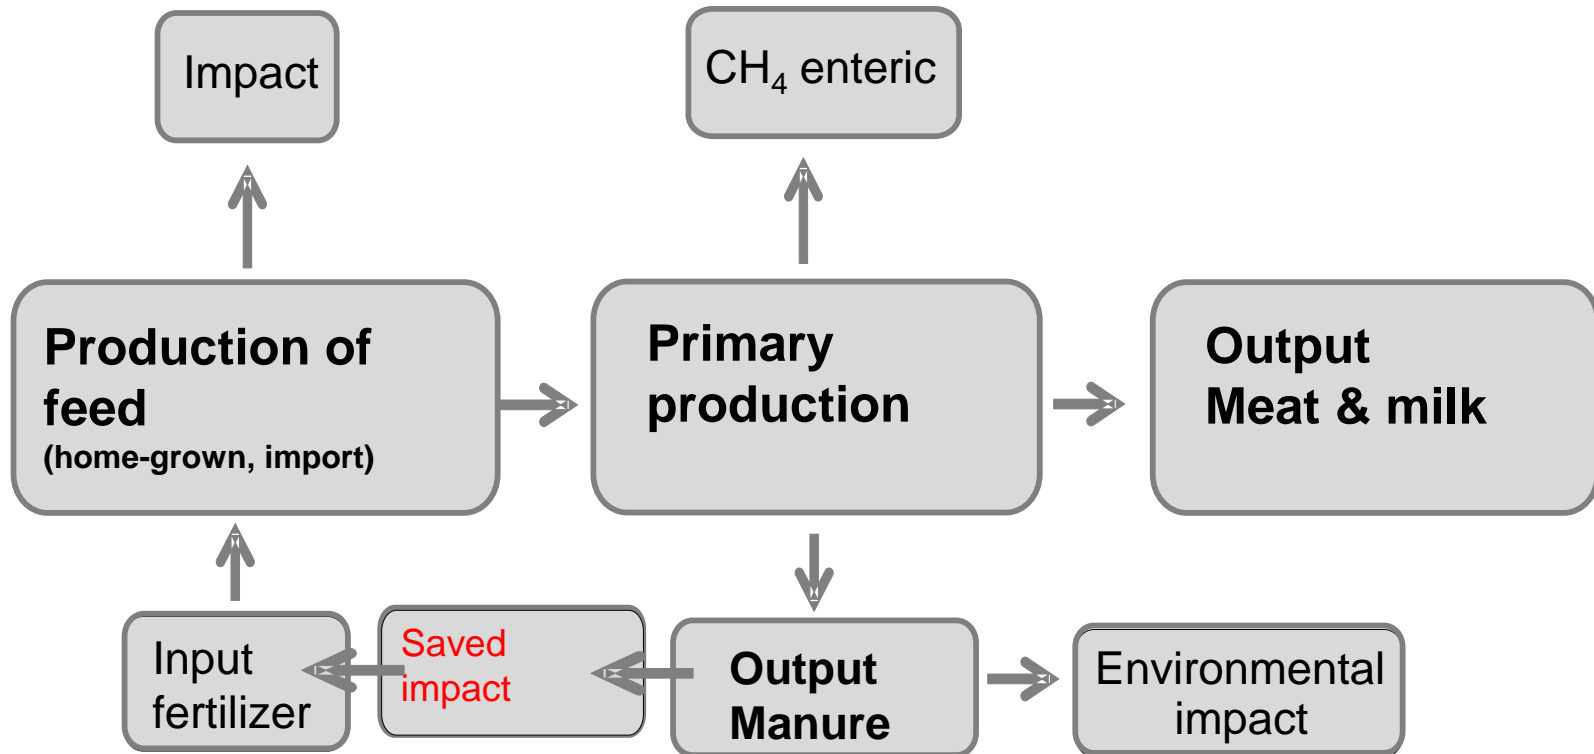 Impact
CH₄ enteric
Production of
feed
(home-grown, import)
Primary
production
Output
Meat & milk
Input
fertilizer
Saved
impact
Output
Manure
Environmental
impact